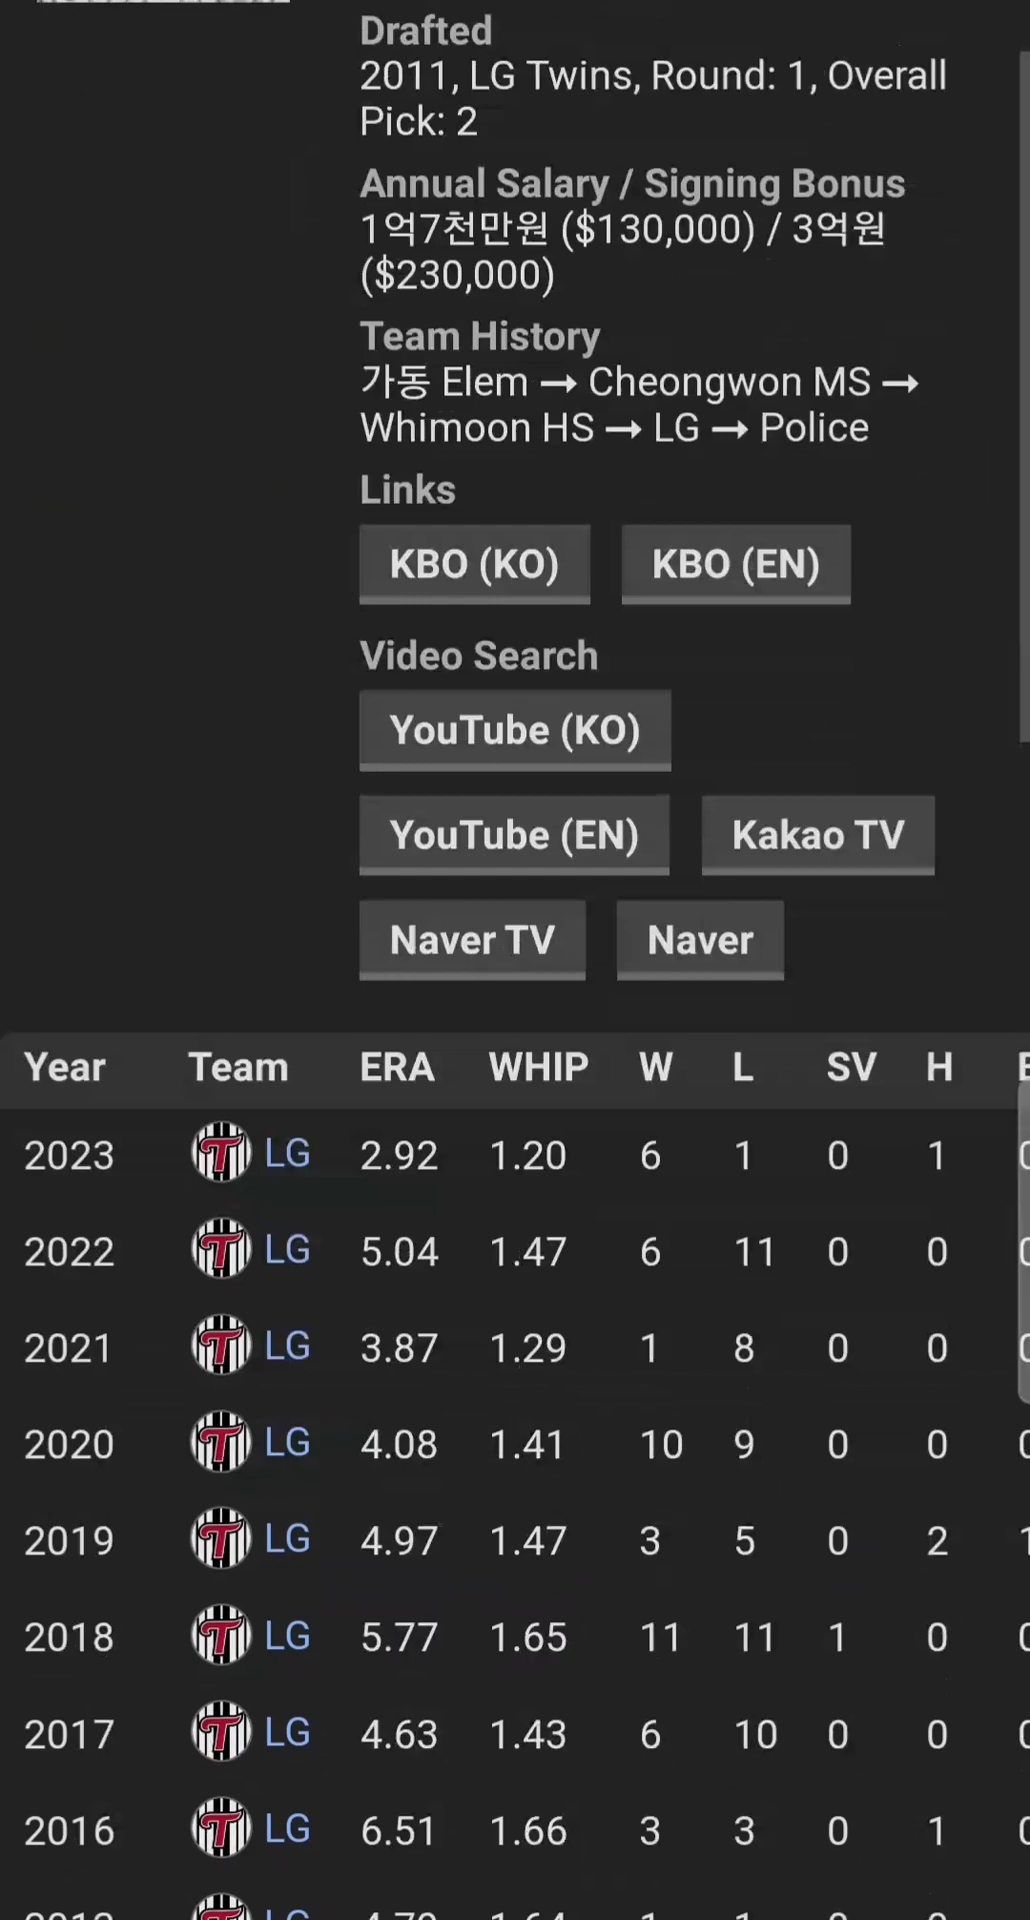 Drafted
2011, LG Twins, Round: 1, Overall
Pick: 2
Annual Salary / Signing Bonus
1억7천만원 ($130,000) / 3억원
($230,000)
Team History
가동 Elem → Cheongwon MS →
Whimoon HS → LG → Police
Links
KBO (KO) KBO (EN)
Video Search
YouTube (KO)
YouTube (EN) Kakao TV
Naver TV Naver
Year Team ERA WHIP W L SV H
2023 T LG 2.92 1.20 6 1 0 1
2022 T LG 5.04 1.47 6 11 0 0
2021 T LG 3.87 1.29 1 8 0 0
2020 T LG 4.08 1.41 10 9 0 0
2019 T LG 4.97 1.47 3 5 0 2
2018 T LG 5.77 1.65 11 11 1 0
2017 T LG 4.63 1.43 6 10 0 0
2016 T LG 6.51 1.66 3 3 0 1